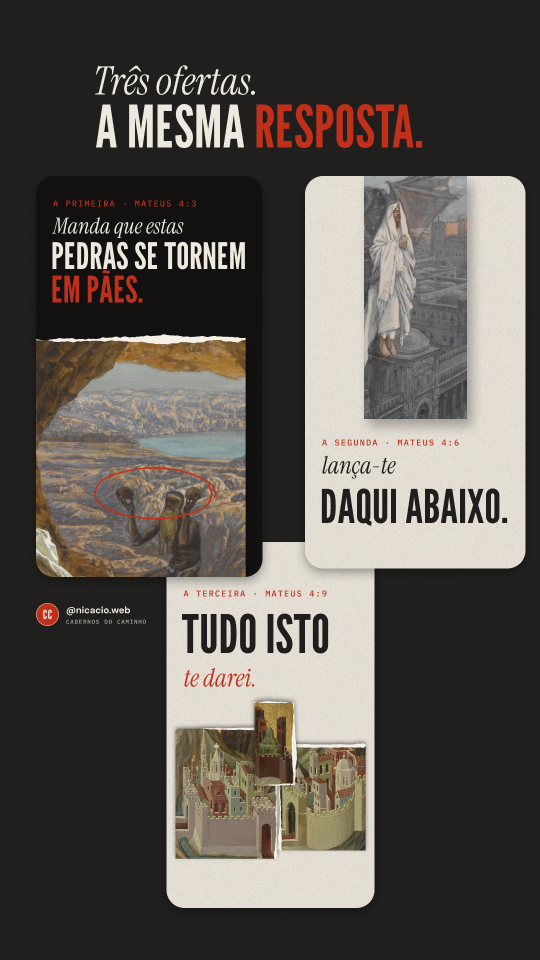 Três ofertas.
A MESMA RESPOSTA.
A PRIMEIRA · MATEUS 4:3
Manda que estas
PEDRAS SE TORNEM
EM PÃES.
A SEGUNDA · MATEUS 4:6
lança-te
DAQUI ABAIXO.
A TERCEIRA · MATEUS 4:9
TUDO ISTO
te darei.
CC
@nicacio.web
CADERNOS DO CAMINHO